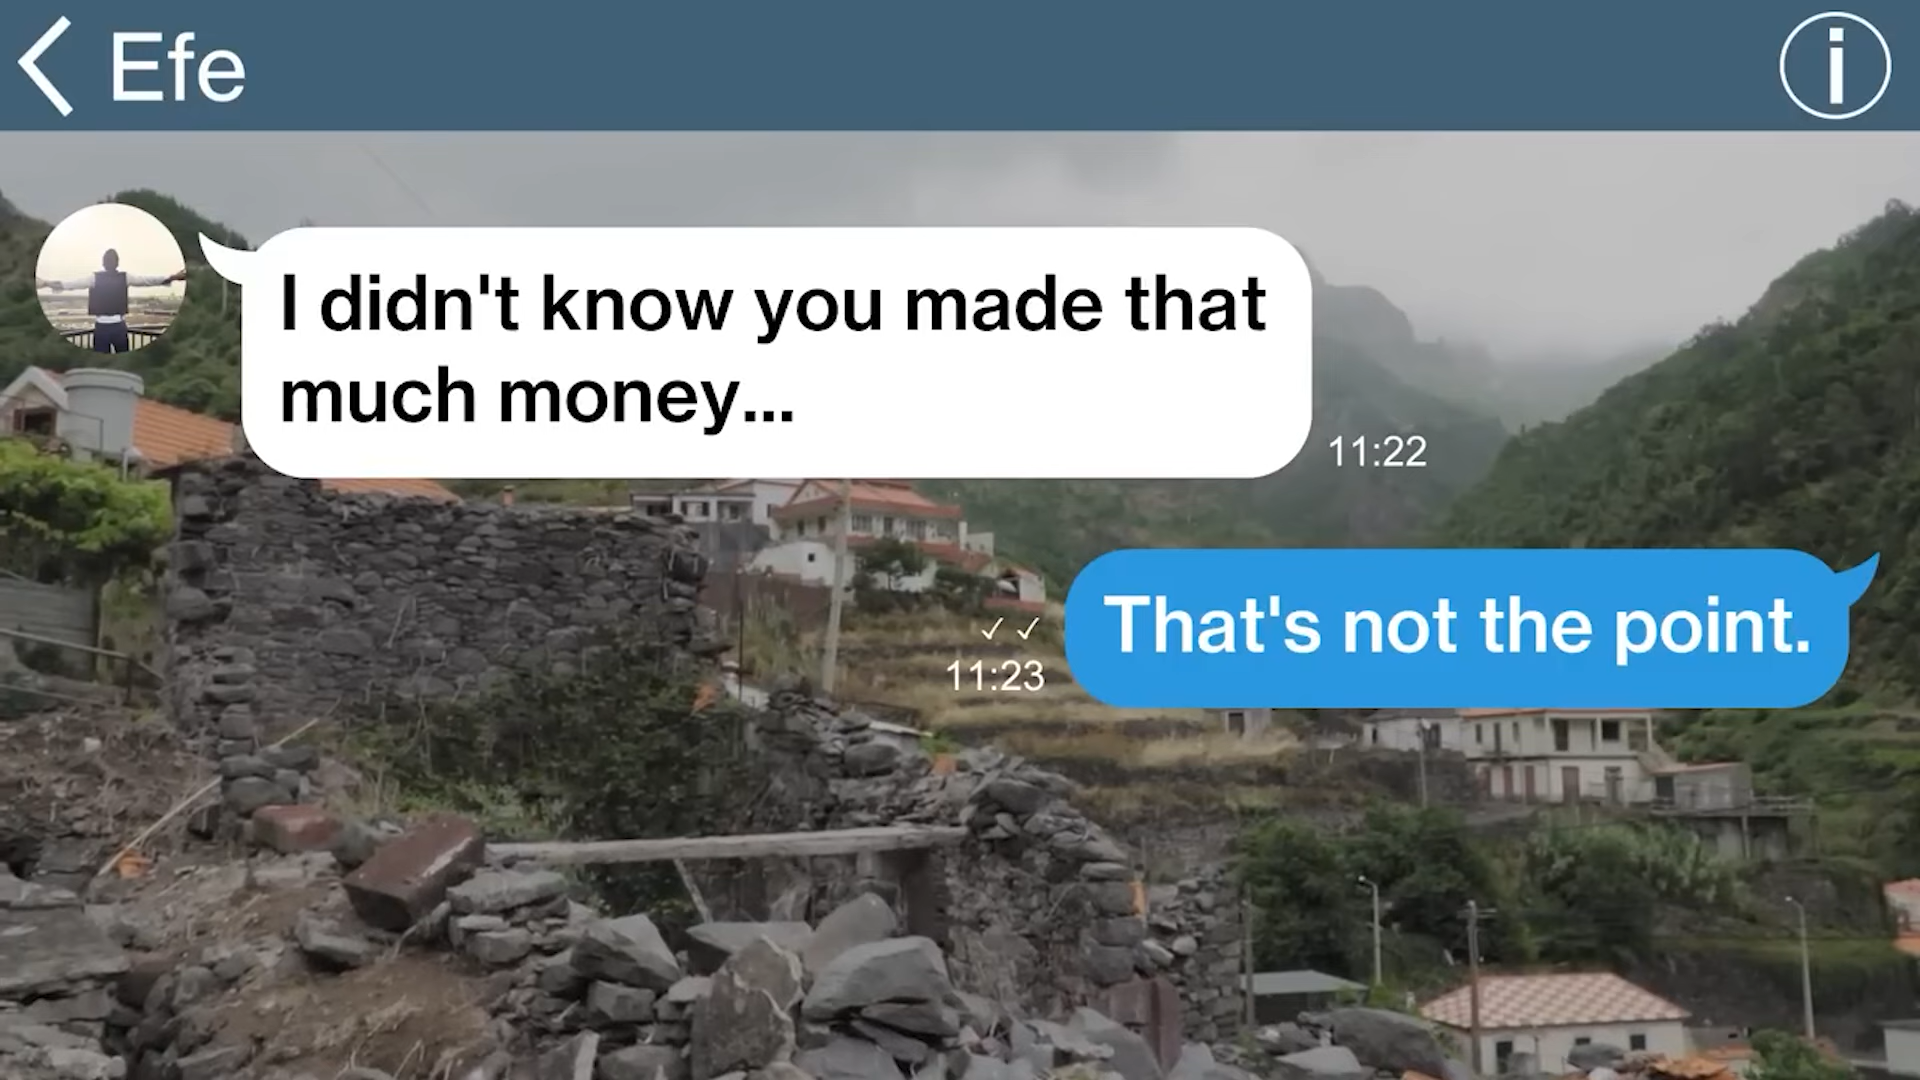 Efe
I didn't know you made that
much money...
11:22
That's not the point.
✓✓
11:23